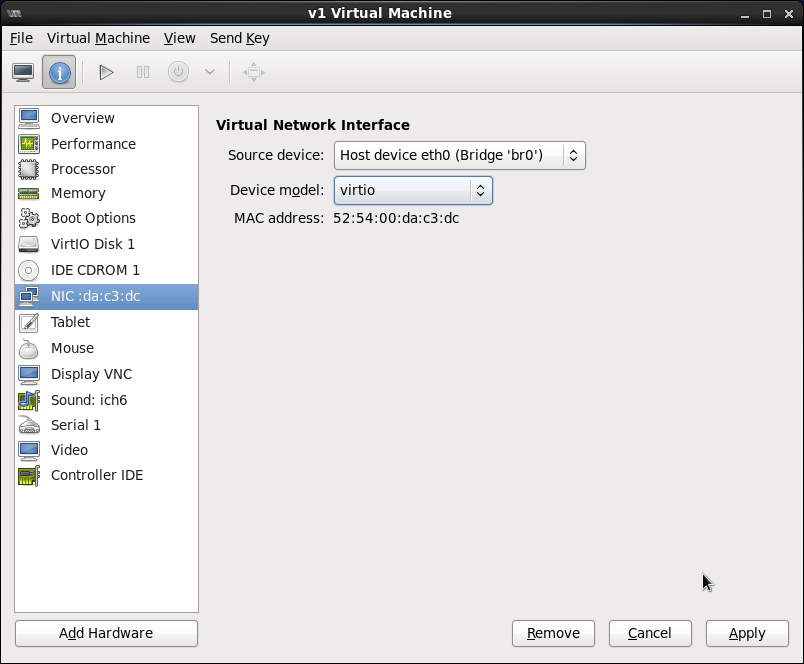 v1 Virtual Machine
File Virtual Machine View Send Key
Overview
Performance
Processor
Memory
Boot Options
VirtIO Disk 1
IDE CDROM 1
NIC :da:c3:dc
Tablet
Mouse
Display VNC
Sound: ich6
Serial 1
Video
Controller IDE
Add Hardware
Virtual Network Interface
Source device: Host device eth0 (Bridge 'br0')
Device model: virtio
MAC address: 52:54:00:da:c3:dc
Remove Cancel Apply